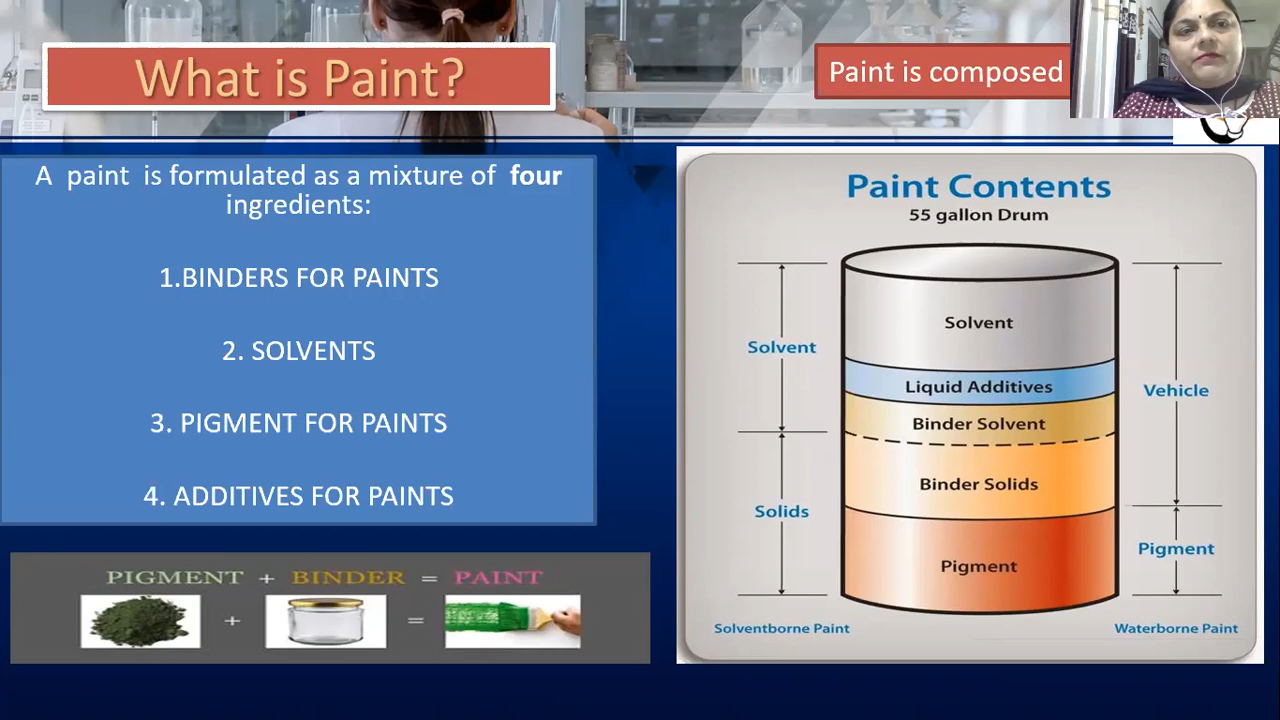 What is Paint?
Paint is composed
A paint is formulated as a mixture of four
ingredients:
1.BINDERS FOR PAINTS
2. SOLVENTS
3. PIGMENT FOR PAINTS
4. ADDITIVES FOR PAINTS
PIGMENT + BINDER = PAINT
+ =
Paint Contents
55 gallon Drum
Solvent
Solvent
Liquid Additives
Vehicle
Binder Solvent
Binder Solids
Solids
Pigment
Pigment
Solventborne Paint
Waterborne Paint